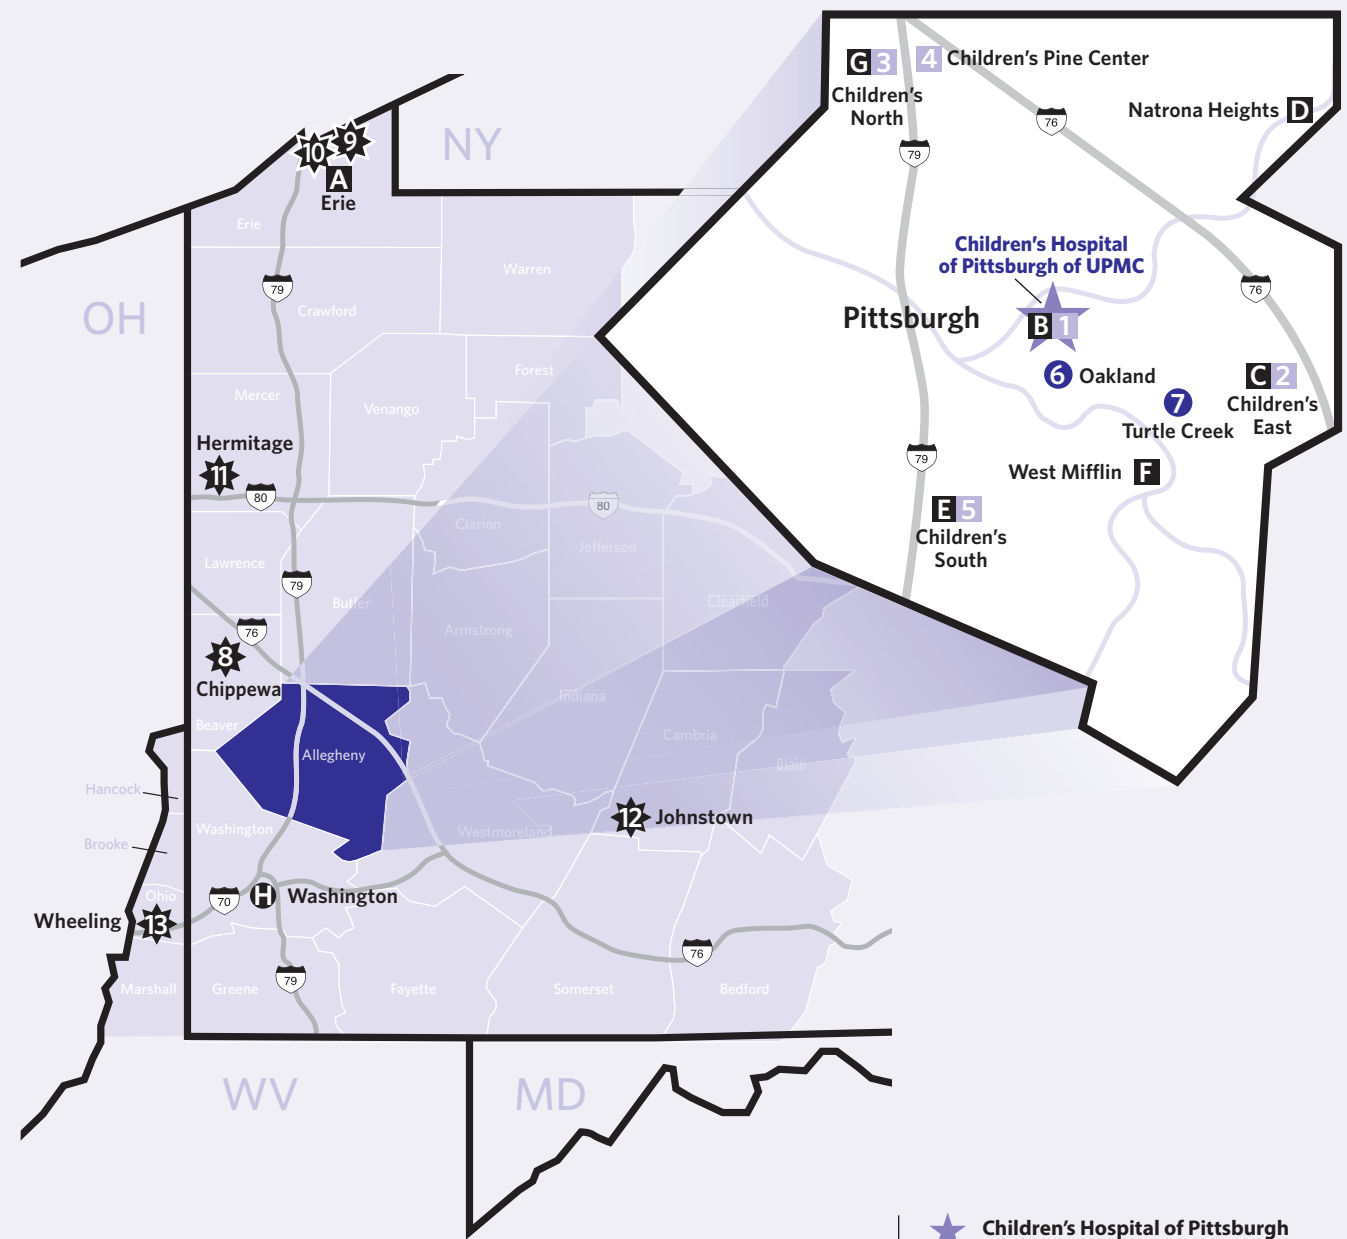 G 3
4 Children's Pine Center
Children's
North
Natrona Heights D
76
79
NY
10
9
A
Erie
Erie
Warren
Children's Hospital
of Pittsburgh of UPMC
79
76
OH
Crawford
Pittsburgh
B 1
Forest
6 Oakland
C 2
Mercer
Venango
7
Children's
East
Turtle Creek
Hermitage
11
79
West Mifflin F
80
80
E 5
Clarion
Children's
South
Jefferson
Lawrence
79
Butler
Clearfield
76
Armstrong
8
Chippewa
Indiana
Beaver
Cambria
Allegheny
Blair
Hancock
12 Johnstown
Washington
Westmoreland
Brooke
Ohio
70
H Washington
Wheeling 13
76
79
Marshall
Greene
Fayette
Somerset
Bedford
WV
MD
Children's Hospital of Pittsburgh